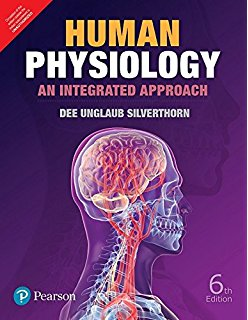 HUMAN
PHYSIOLOGY
AN INTEGRATED APPROACH
DEE UNGLAUB SILVERTHORN
6th
Edition
Pearson